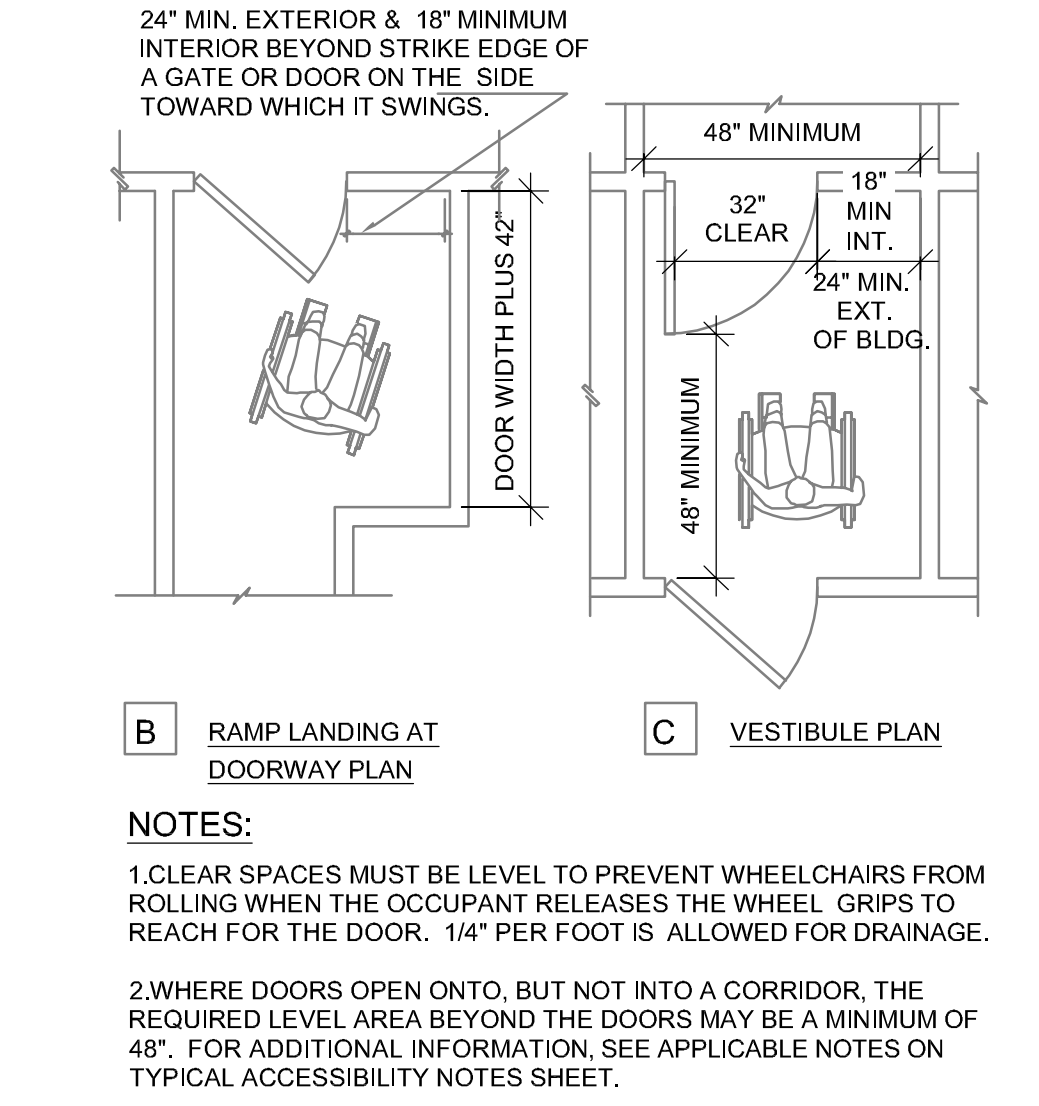 24" MIN. EXTERIOR & 18" MINIMUM
INTERIOR BEYOND STRIKE EDGE OF
A GATE OR DOOR ON THE SIDE
TOWARD WHICH IT SWINGS.
DOOR WIDTH PLUS 42"
48" MINIMUM
32"
CLEAR
18"
MIN
INT.
24" MIN.
EXT.
OF BLDG.
48" MINIMUM
B
RAMP LANDING AT
DOORWAY PLAN
C
VESTIBULE PLAN
NOTES:
1.CLEAR SPACES MUST BE LEVEL TO PREVENT WHEELCHAIRS FROM
ROLLING WHEN THE OCCUPANT RELEASES THE WHEEL GRIPS TO
REACH FOR THE DOOR. 1/4" PER FOOT IS ALLOWED FOR DRAINAGE.
2.WHERE DOORS OPEN ONTO, BUT NOT INTO A CORRIDOR, THE
REQUIRED LEVEL AREA BEYOND THE DOORS MAY BE A MINIMUM OF
48". FOR ADDITIONAL INFORMATION, SEE APPLICABLE NOTES ON
TYPICAL ACCESSIBILITY NOTES SHEET.